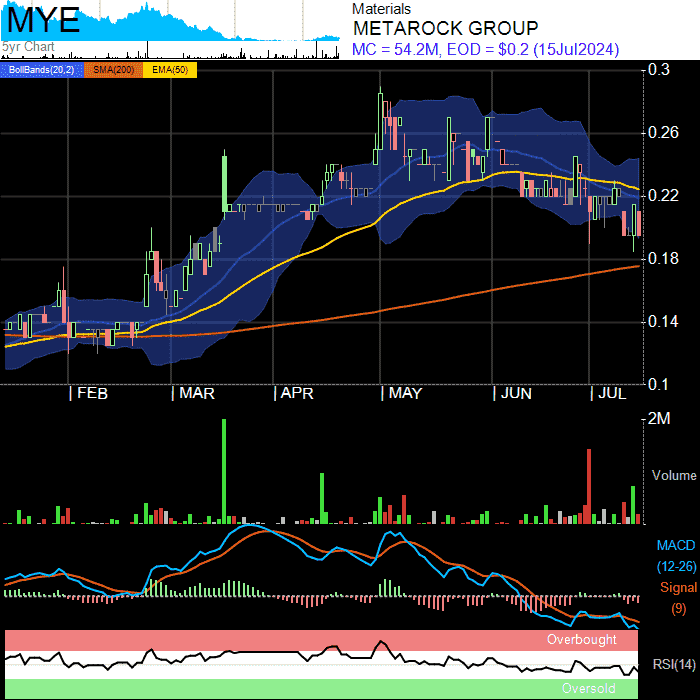 MYE
5yr Chart
Materials
METAROCK GROUP
MC = 54.2M, EOD = $0.2 (15Jul2024)
BollBands(20,2) SMA(200) EMA(50)
0.3
0.26
0.22
0.18
0.14
0.1
FEB MAR APR MAY JUN JUL
2M
Volume
MACD
(12-26)
Signal
(9)
Overbought
RSI(14)
Oversold